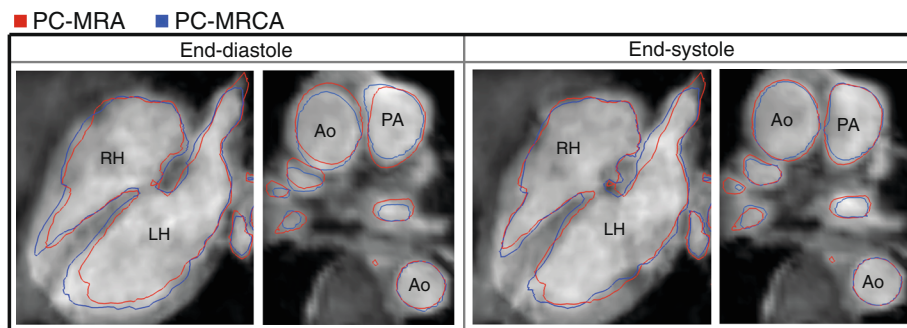 PC-MRA PC-MRCA
End-diastole End-systole
RH LH Ao PA Ao RH LH Ao PA Ao